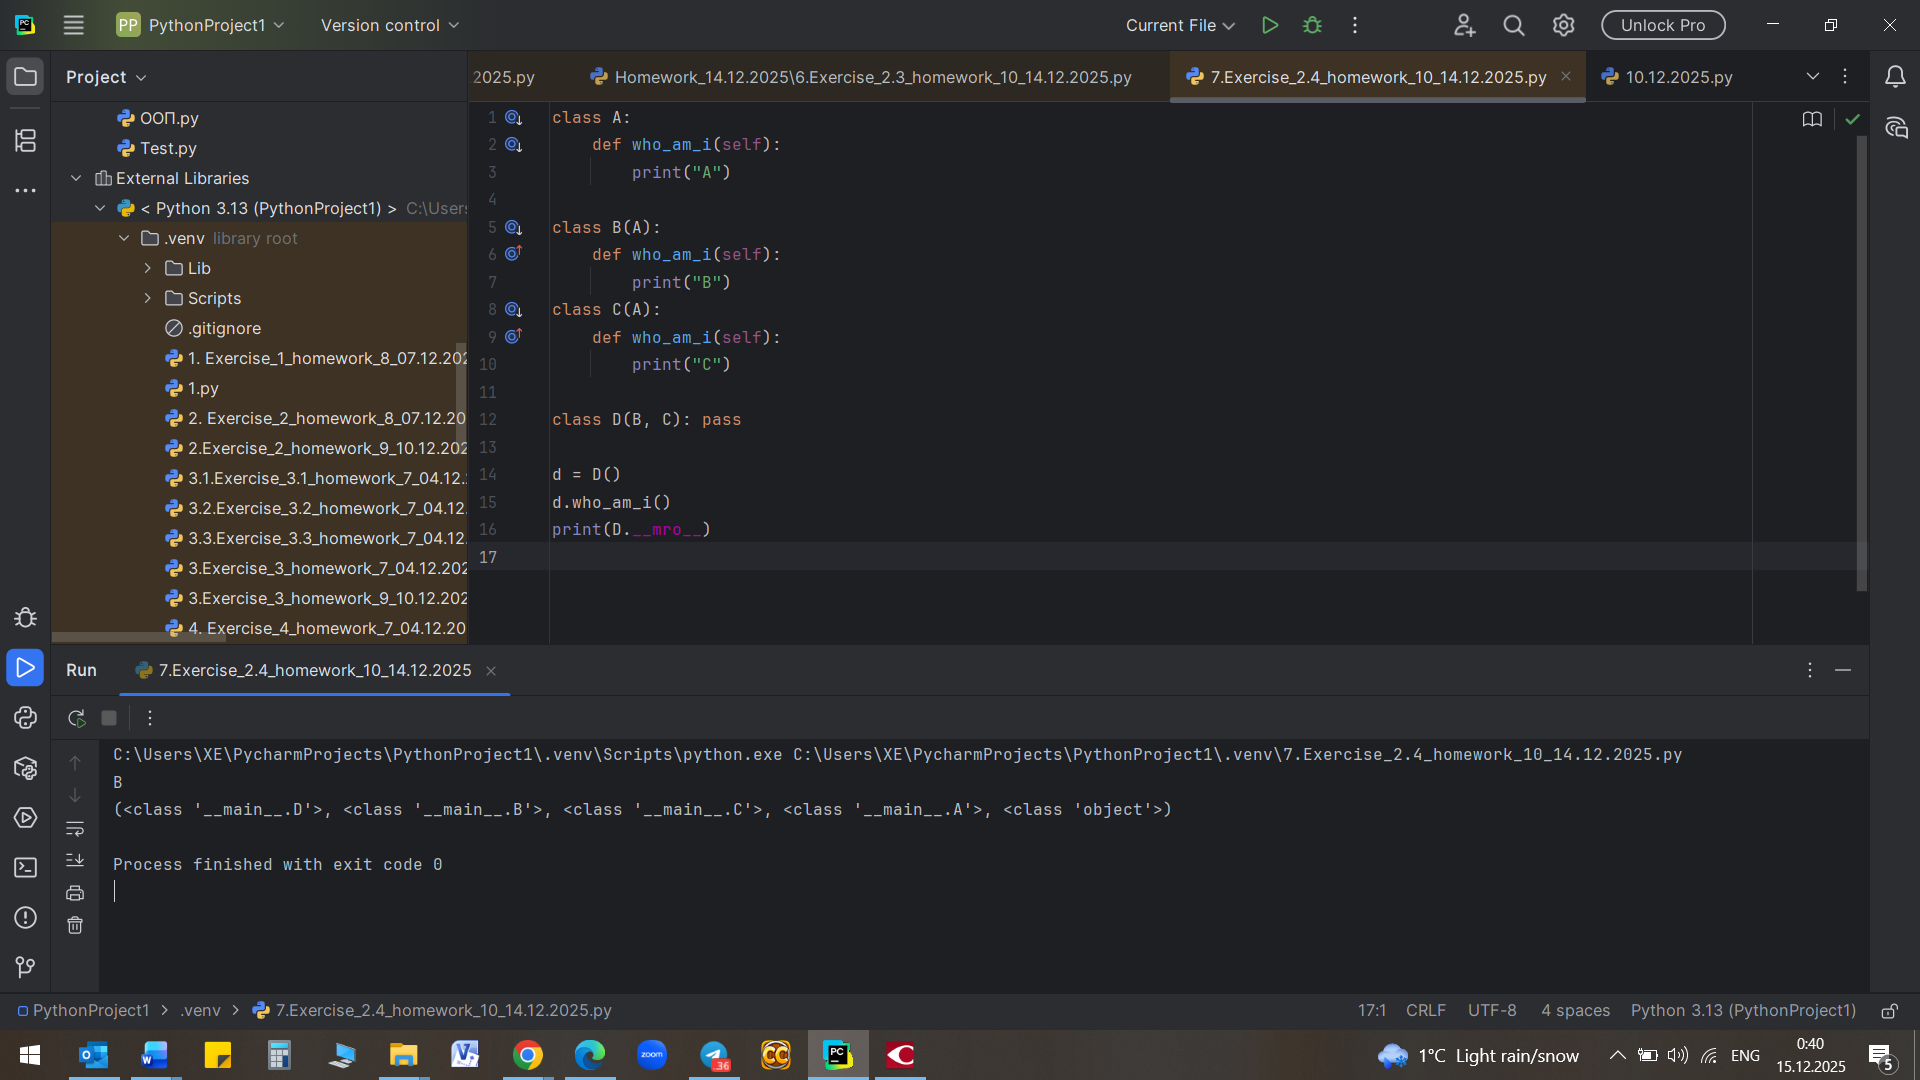 PC
PP PythonProject1
Version control
Current File
Unlock Pro
Project
ООП.py
Test.py
External Libraries
< Python 3.13 (PythonProject1) > C:\Users
.venv library root
Lib
Scripts
.gitignore
1. Exercise_1_homework_8_07.12.202
1.py
2. Exercise_2_homework_8_07.12.20
2.Exercise_2_homework_9_10.12.202
3.1.Exercise_3.1_homework_7_04.12.
3.2.Exercise_3.2_homework_7_04.12.
3.3.Exercise_3.3_homework_7_04.12.
3.Exercise_3_homework_7_04.12.202
3.Exercise_3_homework_9_10.12.202
4. Exercise_4_homework_7_04.12.20
2025.py
Homework_14.12.2025\6.Exercise_2.3_homework_10_14.12.2025.py
7.Exercise_2.4_homework_10_14.12.2025.py
10.12.2025.py
1 class A:
2 def who_am_i(self):
3 print("A")
4
5 class B(A):
6 def who_am_i(self):
7 print("B")
8 class C(A):
9 def who_am_i(self):
10 print("C")
11
12 class D(B, C): pass
13
14 d = D()
15 d.who_am_i()
16 print(D.__mro__)
17
Run
7.Exercise_2.4_homework_10_14.12.2025
C:\Users\XE\PycharmProjects\PythonProject1\.venv\Scripts\python.exe C:\Users\XE\PycharmProjects\PythonProject1\.venv\7.Exercise_2.4_homework_10_14.12.2025.py
B
(<class '__main__.D'>, <class '__main__.B'>, <class '__main__.C'>, <class '__main__.A'>, <class 'object'>)
Process finished with exit code 0
PythonProject1 > .venv > 7.Exercise_2.4_homework_10_14.12.2025.py
17:1 CRLF UTF-8 4 spaces Python 3.13 (PythonProject1)
zoom
.36
PC
1°C Light rain/snow
ENG
0:40
15.12.2025
5